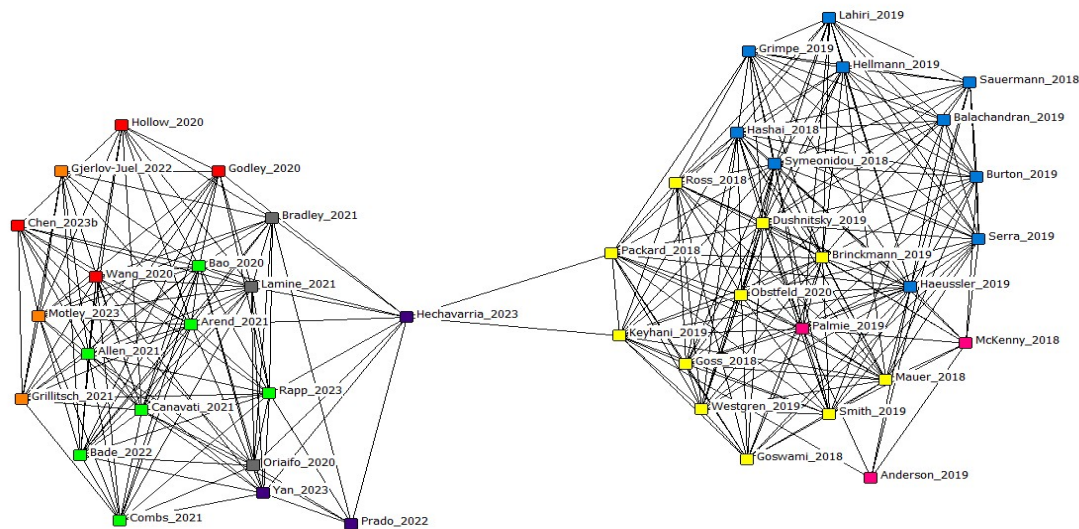 Lahiri_2019
Grimpe_2019
Hellmann_2019
Sauermann_2018
Balachandran_2019
Hollow_2020
Hashai_2018
Symeonidou_2018
Gjerlov-Juel_2022
Godley_2020
Ross_2018
Burton_2019
Chen_2023b
Bradley_2021
Dushnitsky_2019
Serra_2019
Packard_2018
Brinckmann_2019
Bao_2020
Wang_2020
Lamine_2021
Haeussler_2019
Obstfeld_2020
Motley_2023
Hechavarria_2023
Arend_2021
Palmie_2019
Keyhani_2019
McKenny_2018
Allen_2021
Goss_2018
Mauer_2018
Rapp_2023
Grillitsch_2021
Canavati_2021
Westgren_2019
Smith_2019
Bade_2022
Goswami_2018
Oriaifo_2020
Anderson_2019
Yan_2023
Combs_2021
Prado_2022